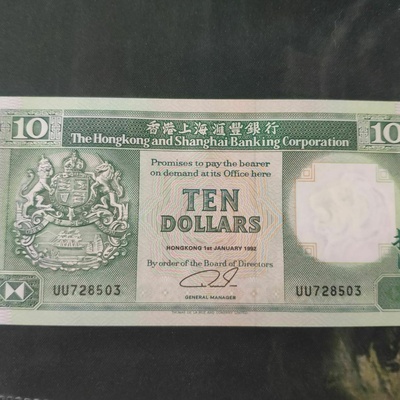 10
香港上海滙豐銀行
10
The Hongkong and Shanghai Banking Corporation
Promises to pay the bearer
on demand at its Office here
TEN
DOLLARS
HONGKONG 1st JANUARY 1992
By order of the Board of Directors
GENERAL MANAGER
UU728503
UU728503